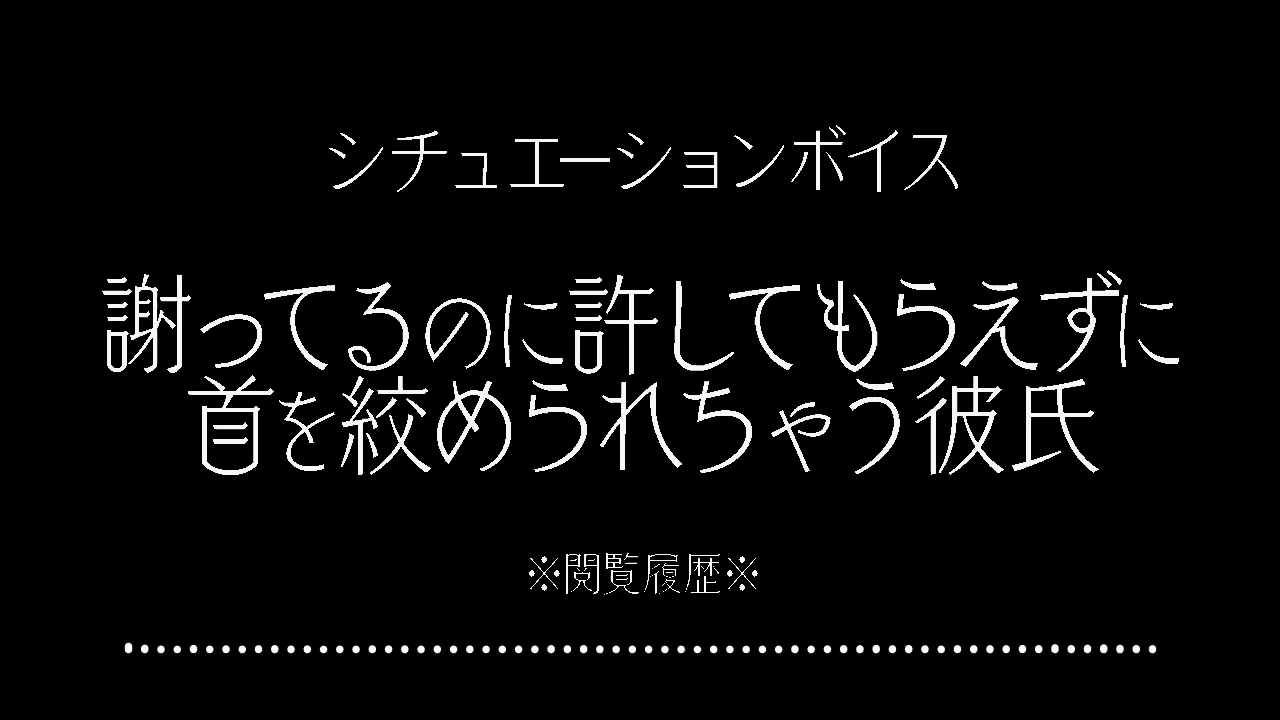 シチュエーションボイス
謝ってるのに許してもらえずに
首を絞められちゃう彼氏
※閲覧履歴※